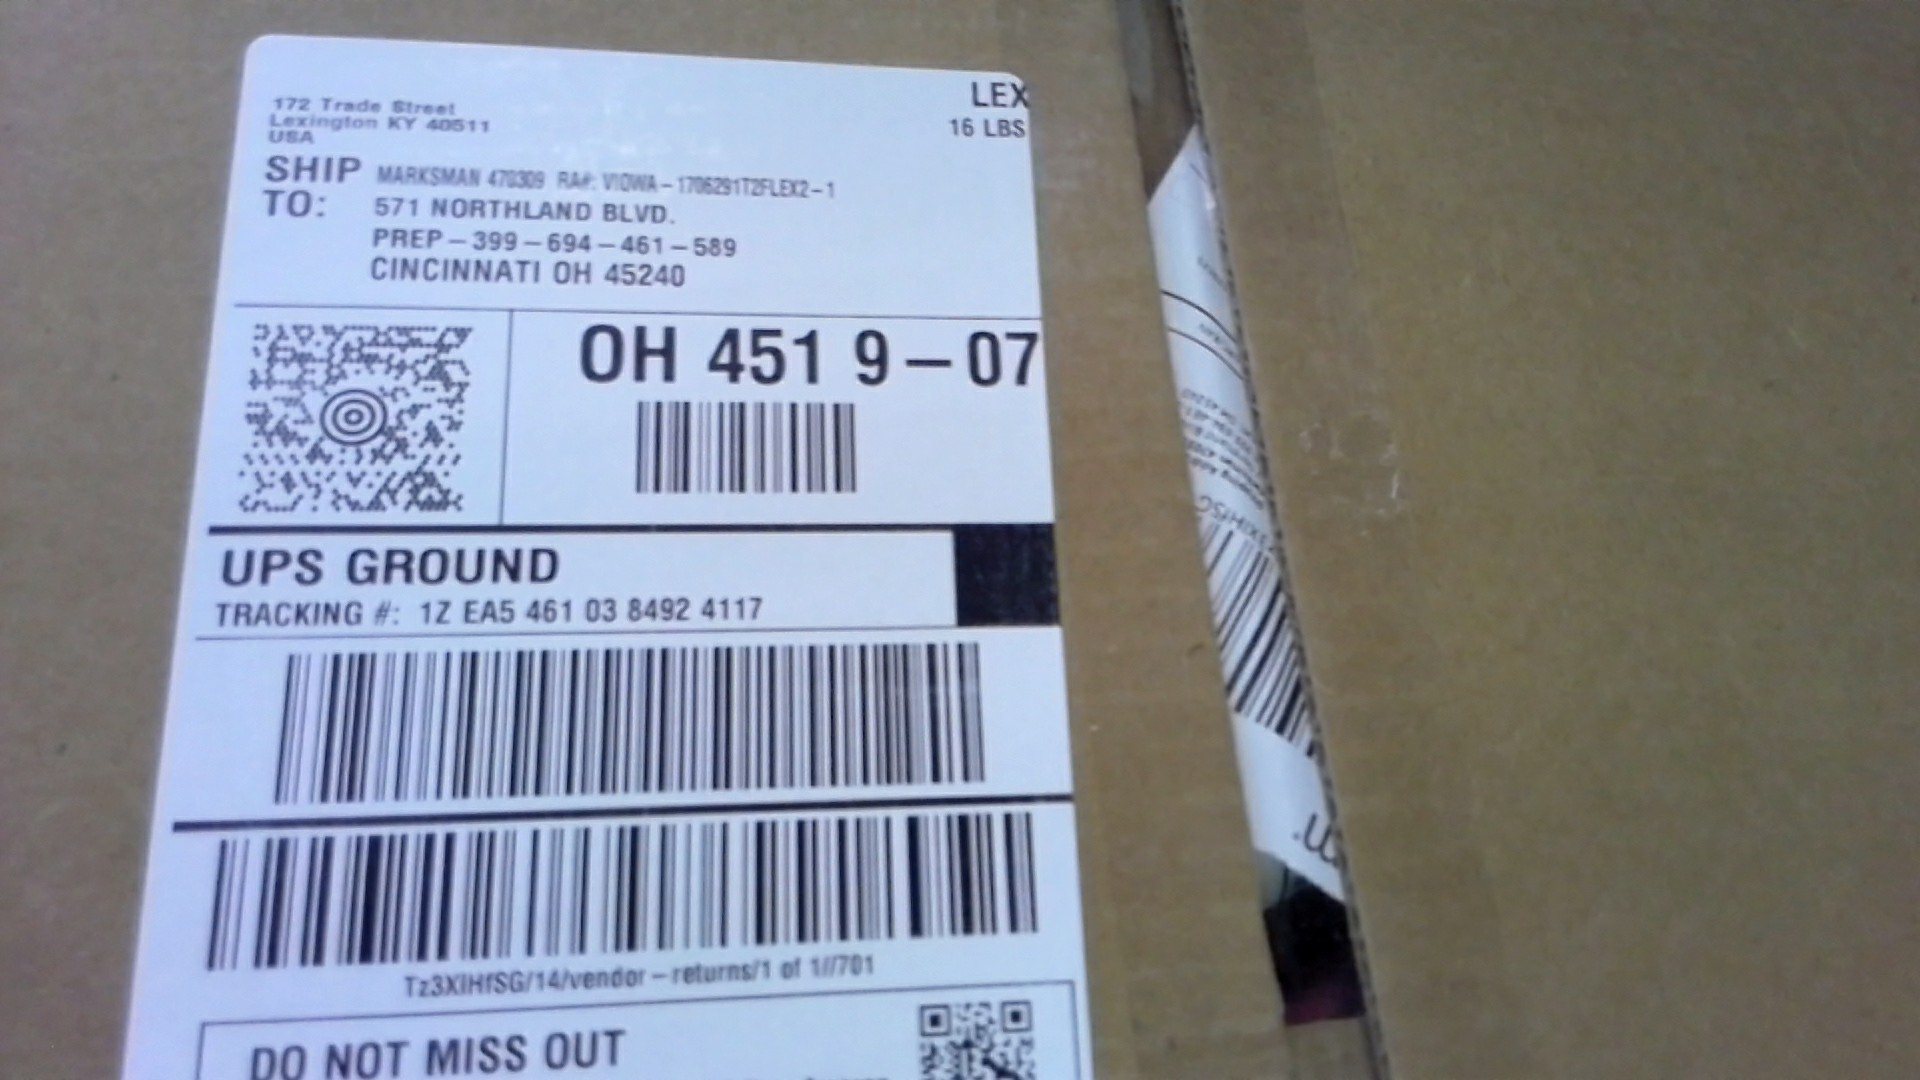 172 Trade Street
Lexington KY 40511
USA
LEX
16 LBS
SHIP TO:
MARKSMAN 470309 RA#: VIOWA-1706291T2FLEX2-1
571 NORTHLAND BLVD.
PREP-399-694-461-589
CINCINNATI OH 45240
OH 451 9-07
UPS GROUND
TRACKING #: 1Z EA5 461 03 8492 4117
Tz3XIHfSG/14/vendor-returns/1 of 1//701
DO NOT MISS OUT